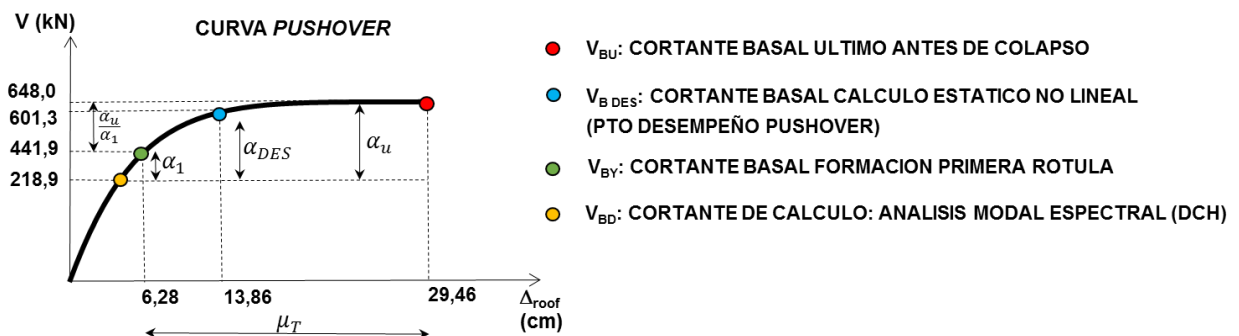 V (kN)
CURVA PUSHOVER
648,0
601,3
441,9
218,9
αu
α1
α1
αDES
αu
6,28
13,86
29,46
Δroof
(cm)
μT
VBU: CORTANTE BASAL ULTIMO ANTES DE COLAPSO
VB DES: CORTANTE BASAL CALCULO ESTATICO NO LINEAL
(PTO DESEMPEÑO PUSHOVER)
VBY: CORTANTE BASAL FORMACION PRIMERA ROTULA
VBD: CORTANTE DE CALCULO: ANALISIS MODAL ESPECTRAL (DCH)